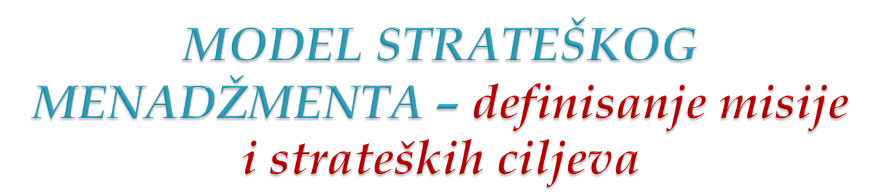 MODEL STRATEŠKOG
MENADŽMENTA – definisanje misije
i strateških ciljeva